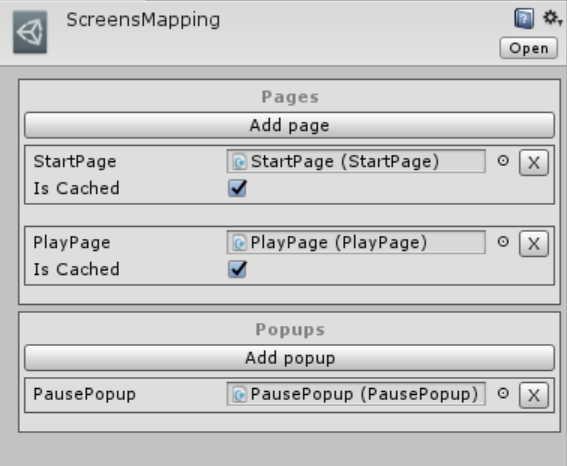 ScreensMapping
Open
Pages
Add page
StartPage StartPage (StartPage) X
Is Cached
PlayPage PlayPage (PlayPage) X
Is Cached
Popups
Add popup
PausePopup PausePopup (PausePopup) X